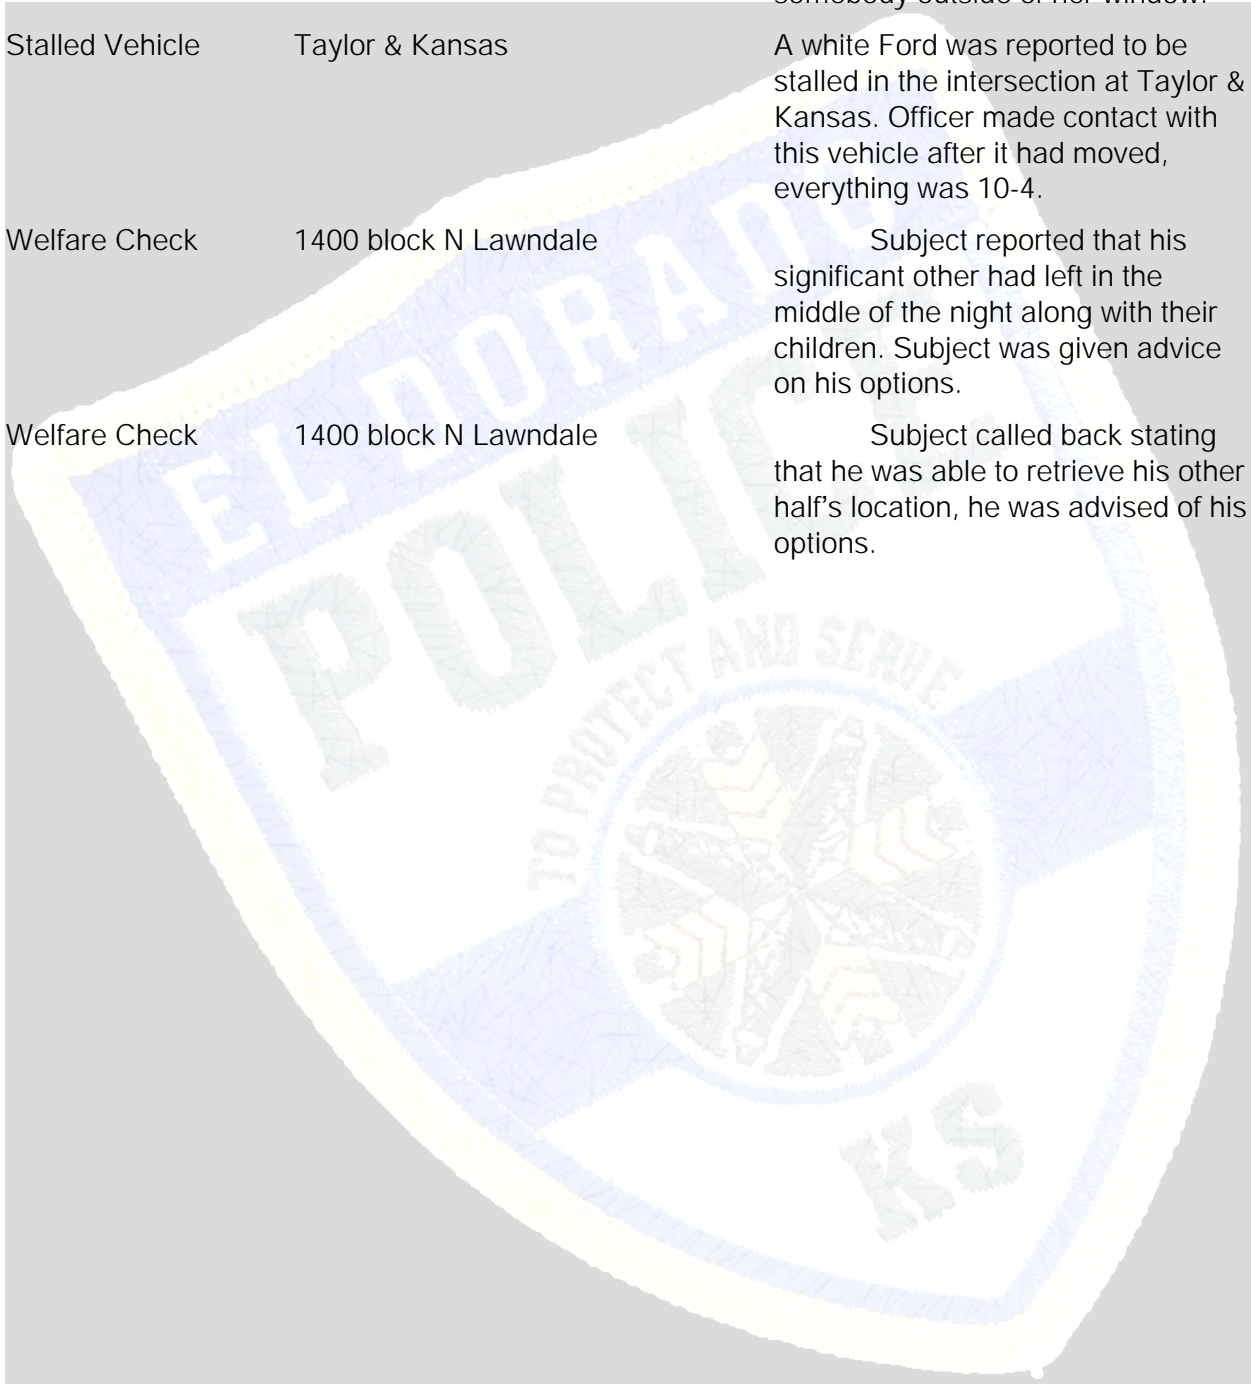 somebody outside of her window.
Stalled Vehicle Taylor & Kansas A white Ford was reported to be
stalled in the intersection at Taylor &
Kansas. Officer made contact with
this vehicle after it had moved,
everything was 10-4.
Welfare Check 1400 block N Lawndale Subject reported that his
significant other had left in the
middle of the night along with their
children. Subject was given advice
on his options.
Welfare Check 1400 block N Lawndale Subject called back stating
that he was able to retrieve his other
half's location, he was advised of his
options.
EL DORADO
POLICE
TO PROTECT AND SERVE
KS